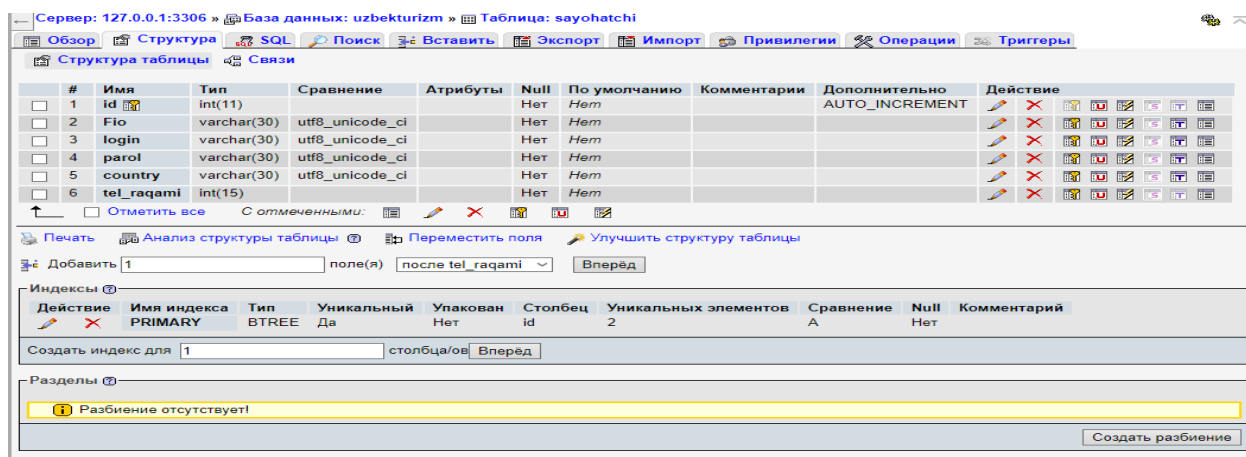 Сервер: 127.0.0.1:3306 » База данных: uzbekturizm » Таблица: sayohatchi
Обзор Структура SQL Поиск Вставить Экспорт Импорт Привилегии Операции Триггеры
Структура таблицы Связи
# Имя Тип Сравнение Атрибуты Null По умолчанию Комментарии Дополнительно Действие
1 id int(11) Нет Нет AUTO_INCREMENT
2 Fio varchar(30) utf8_unicode_ci Нет Нет
3 login varchar(30) utf8_unicode_ci Нет Нет
4 parol varchar(30) utf8_unicode_ci Нет Нет
5 country varchar(30) utf8_unicode_ci Нет Нет
6 tel_raqami int(15) Нет Нет
Отметить все С отмеченными:
Печать Анализ структуры таблицы Переместить поля Улучшить структуру таблицы
Добавить 1 поле(я) после tel_raqami Вперёд
Индексы
Действие Имя индекса Тип Уникальный Упакован Столбец Уникальных элементов Сравнение Null Комментарий
PRIMARY BTREE Да Нет id 2 A Нет
Создать индекс для 1 столбца/ов Вперёд
Разделы
Разбиение отсутствует!
Создать разбиение